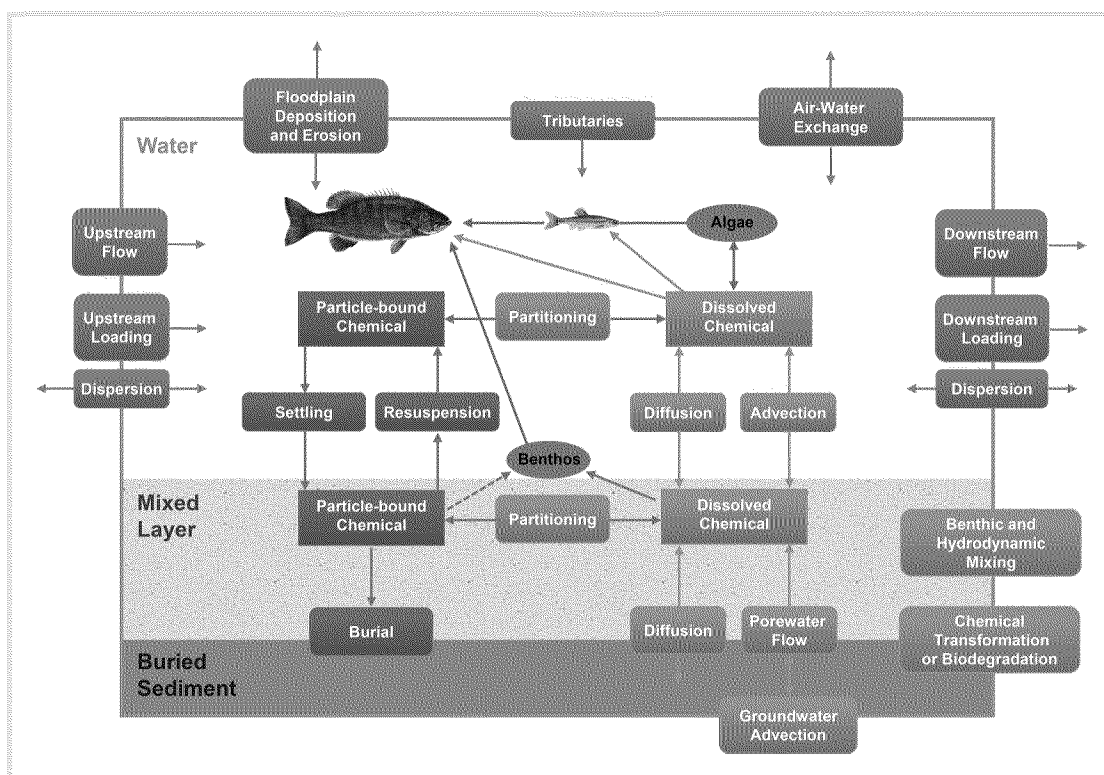 Floodplain
Deposition
and Erosion
Tributaries
Air-Water
Exchange
Water
Upstream
Flow
Algae
Downstream
Flow
Upstream
Loading
Particle-bound
Chemical
Partitioning
Dissolved
Chemical
Downstream
Loading
Dispersion
Dispersion
Settling
Resuspension
Diffusion
Advection
Benthos
Mixed
Layer
Particle-bound
Chemical
Partitioning
Dissolved
Chemical
Benthic and
Hydrodynamic
Mixing
Burial
Diffusion
Porewater
Flow
Chemical
Transformation
or Biodegradation
Buried
Sediment
Groundwater
Advection